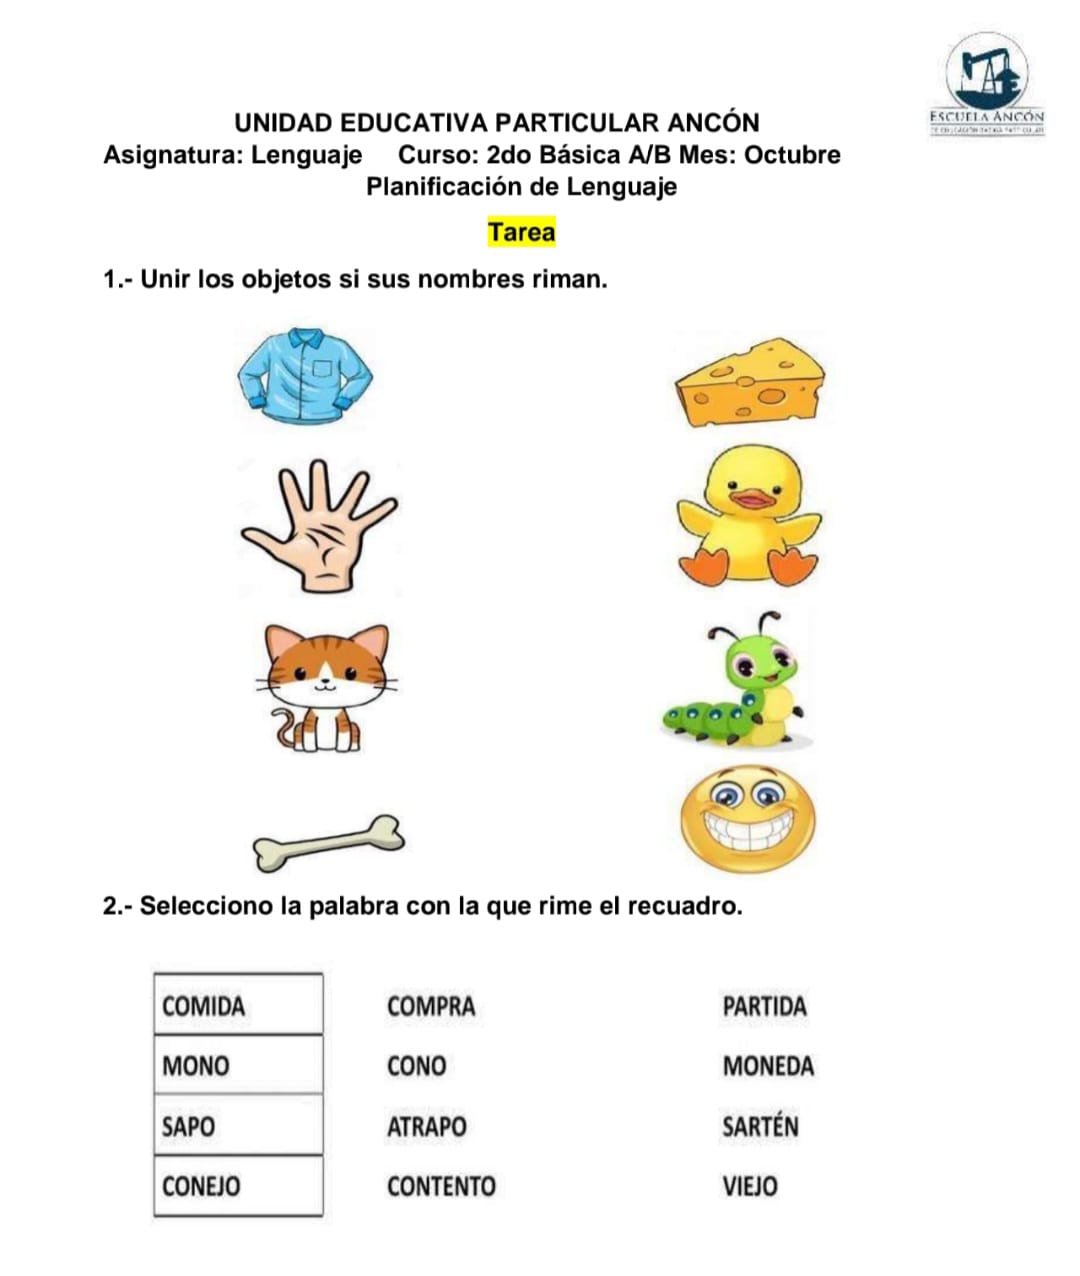 ESCUELA ANCÓN
UNIDAD EDUCATIVA PARTICULAR ANCÓN
Asignatura: Lenguaje Curso: 2do Básica A/B Mes: Octubre
Planificación de Lenguaje
Tarea
1.- Unir los objetos si sus nombres riman.
2.- Selecciono la palabra con la que rime el recuadro.
COMIDA COMPRA PARTIDA
MONO CONO MONEDA
SAPO ATRAPO SARTÉN
CONEJO CONTENTO VIEJO